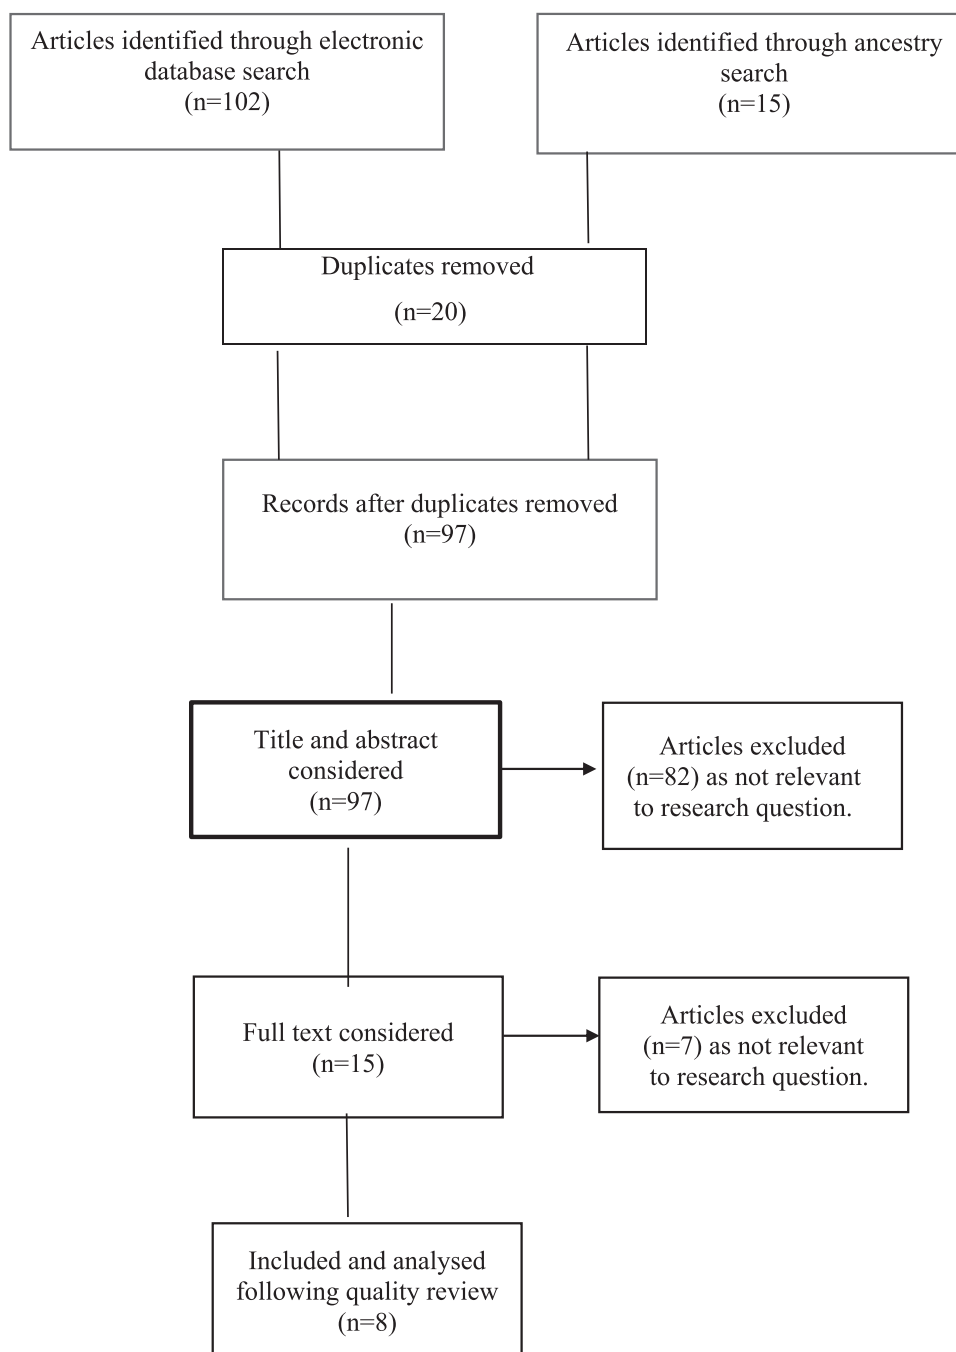 Articles identified through electronic
database search
(n=102)
Articles identified through ancestry
search
(n=15)
Duplicates removed
(n=20)
Records after duplicates removed
(n=97)
Title and abstract
considered
(n=97)
Articles excluded
(n=82) as not relevant
to research question.
Full text considered
(n=15)
Articles excluded
(n=7) as not relevant
to research question.
Included and analysed
following quality review
(n=8)